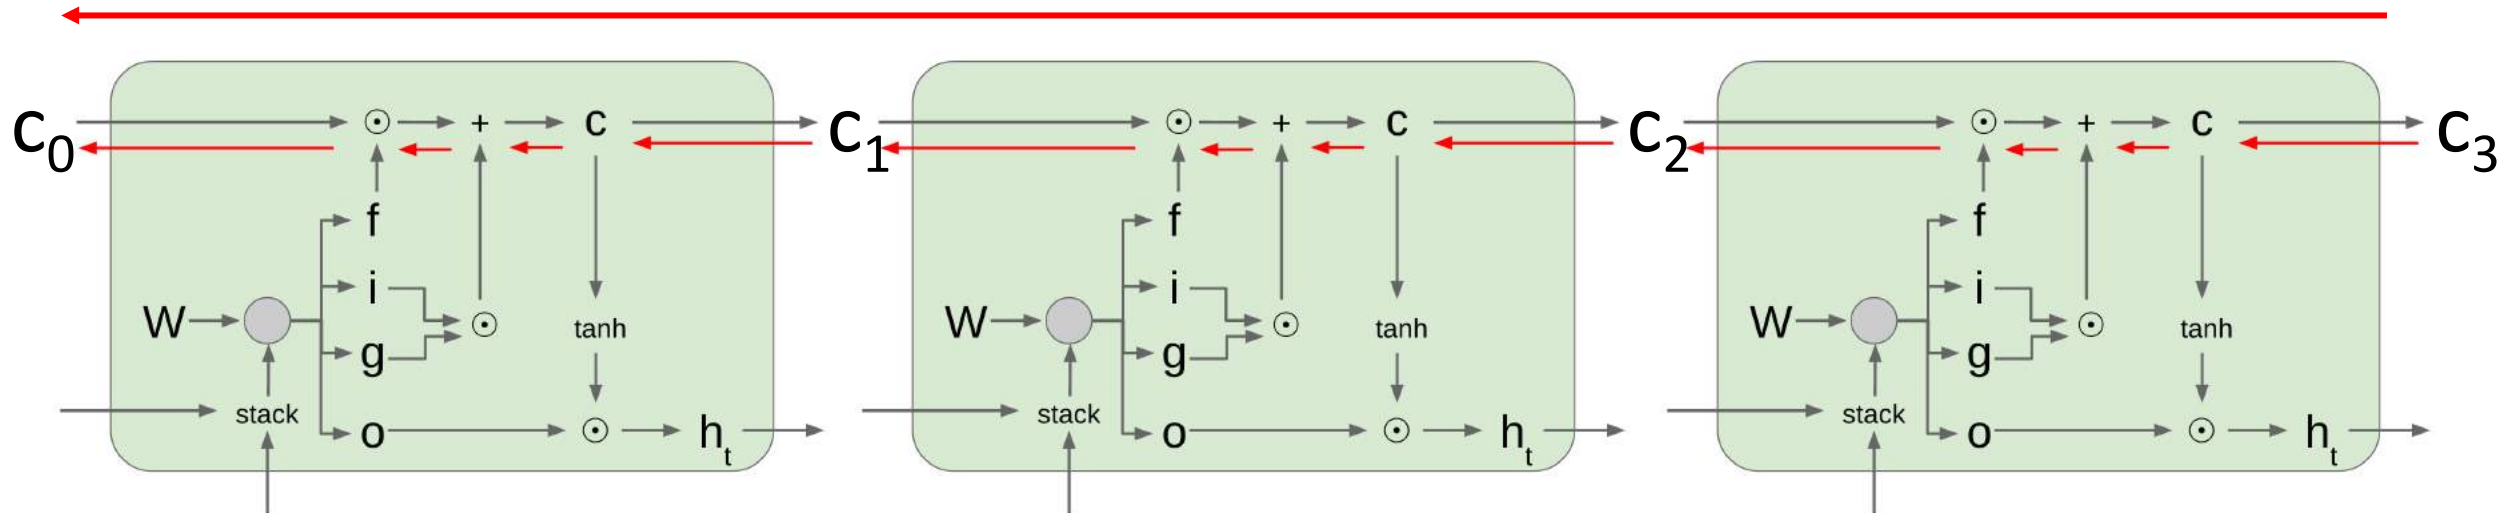 c₀ ⊙ + c c₁ ⊙ + c c₂ ⊙ + c c₃
f f f
i i i
W ⊙ tanh W ⊙ tanh W ⊙ tanh
g g g
stack stack stack
o ⊙ hₜ o ⊙ hₜ o ⊙ hₜ